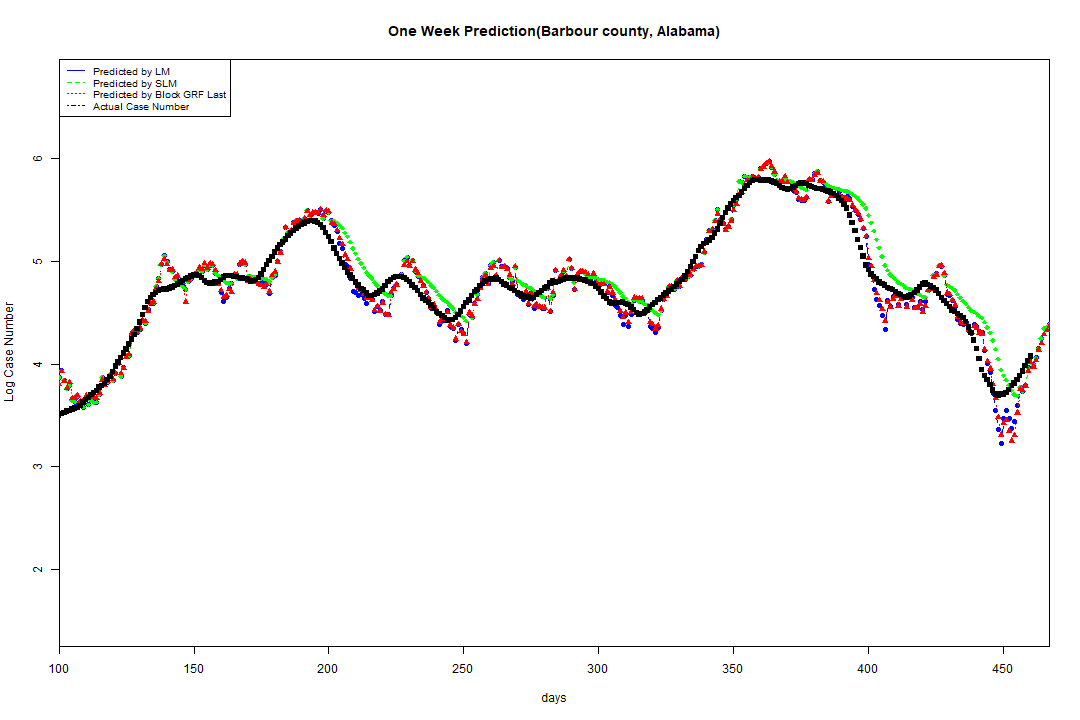 One Week Prediction(Barbour county, Alabama)
Predicted by LM
Predicted by SLM
Predicted by Block GRF Last
Actual Case Number
Log Case Number
6
5
4
3
2
100 150 200 250 300 350 400 450
days